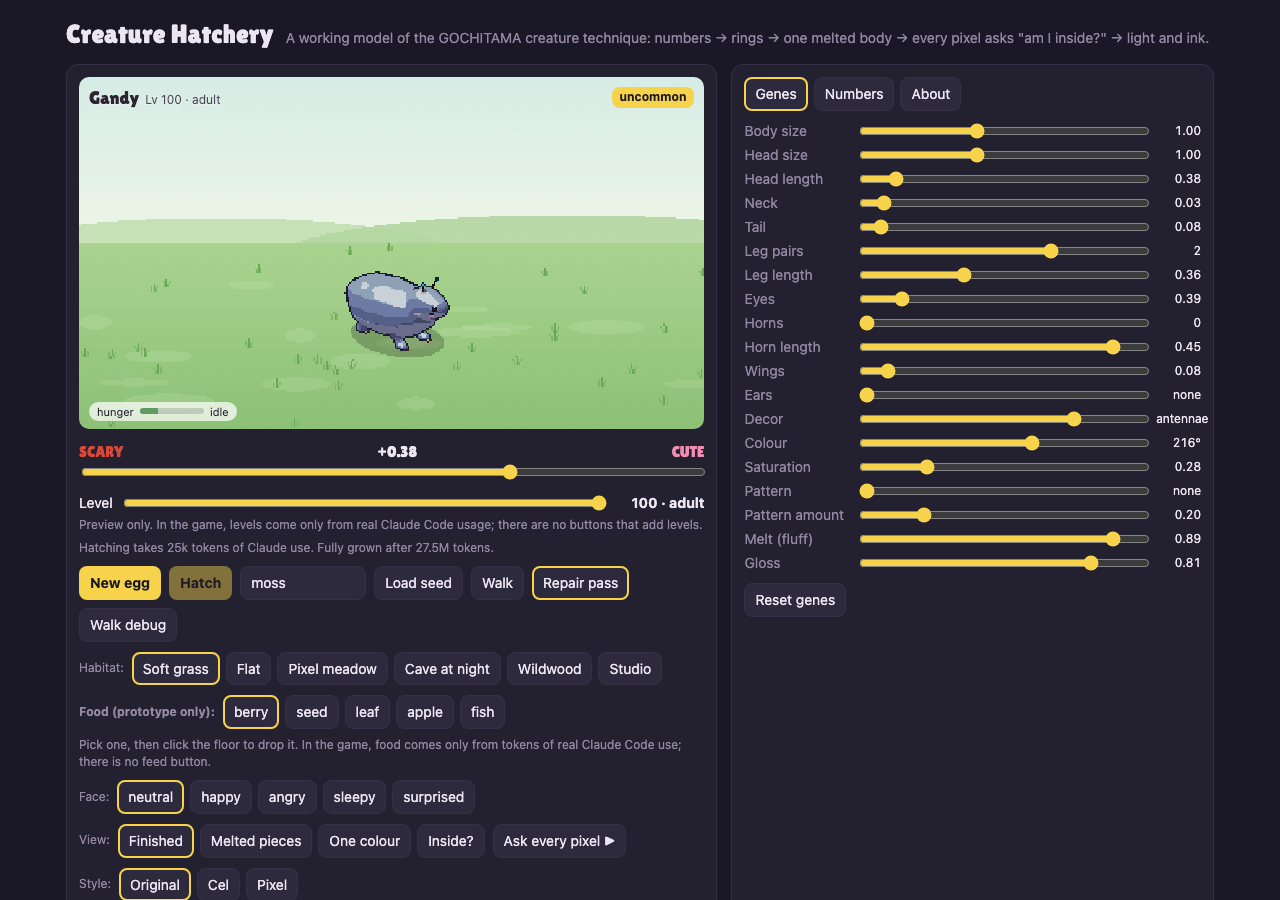 Creature Hatchery A working model of the GOCHITAMA creature technique: numbers → rings → one melted body → every pixel asks "am I inside?" → light and ink.
Gandy Lv 100 · adult uncommon
hunger idle
SCARY +0.38 CUTE
Level 100 · adult
Preview only. In the game, levels come only from real Claude Code usage; there are no buttons that add levels.
Hatching takes 25k tokens of Claude use. Fully grown after 27.5M tokens.
New egg Hatch moss Load seed Walk Repair pass
Walk debug
Habitat: Soft grass Flat Pixel meadow Cave at night Wildwood Studio
Food (prototype only): berry seed leaf apple fish
Pick one, then click the floor to drop it. In the game, food comes only from tokens of real Claude Code use;
there is no feed button.
Face: neutral happy angry sleepy surprised
View: Finished Melted pieces One colour Inside? Ask every pixel ▶
Style: Original Cel Pixel
Genes Numbers About
Body size 1.00
Head size 1.00
Head length 0.38
Neck 0.03
Tail 0.08
Leg pairs 2
Leg length 0.36
Eyes 0.39
Horns 0
Horn length 0.45
Wings 0.08
Ears none
Decor antennae
Colour 216°
Saturation 0.28
Pattern none
Pattern amount 0.20
Melt (fluff) 0.89
Gloss 0.81
Reset genes